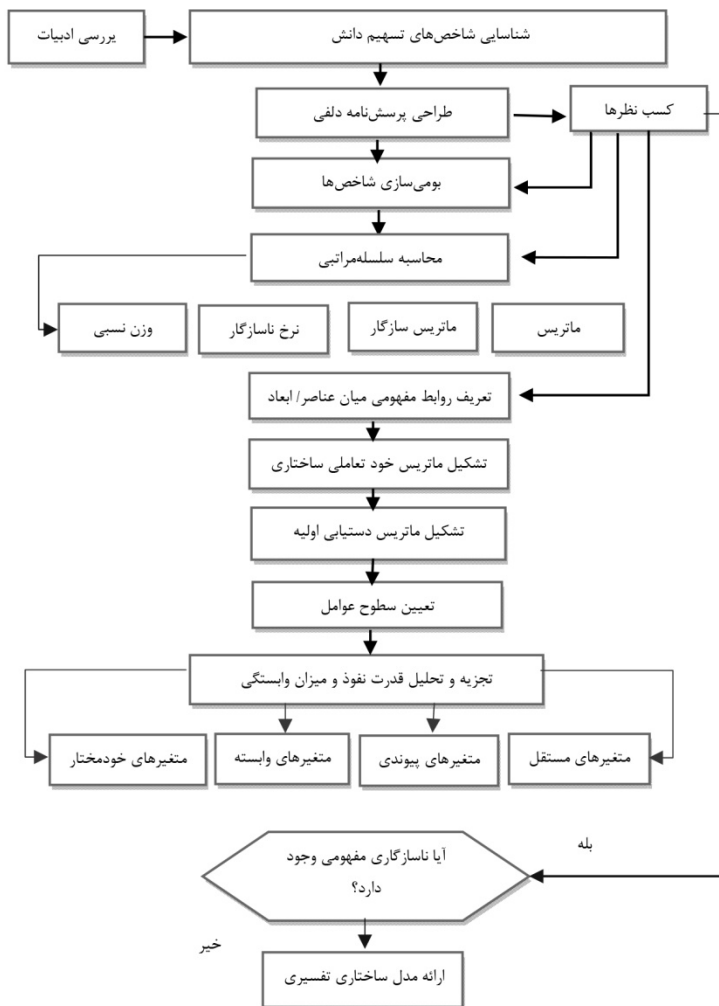 یررسی ادبیات
شناسایی شاخص‌های تسهیم دانش
طراحی پرسش‌نامه دلفی
کسب نظرها
بومی‌سازی شاخص‌ها
محاسبه سلسله‌مراتبی
ماتریس
ماتریس سازگار
نرخ ناسازگار
وزن نسبی
تعریف روابط مفهومی میان عناصر/ ابعاد
تشکیل ماتریس خود تعاملی ساختاری
تشکیل ماتریس دستیابی اولیه
تعیین سطوح عوامل
تجزیه و تحلیل قدرت نفوذ و میزان وابستگی
متغیرهای مستقل
متغیرهای پیوندی
متغیرهای وابسته
متغیرهای خودمختار
آیا ناسازگاری مفهومی وجود
دارد؟
بله
خیر
ارائه مدل ساختاری تفسیری